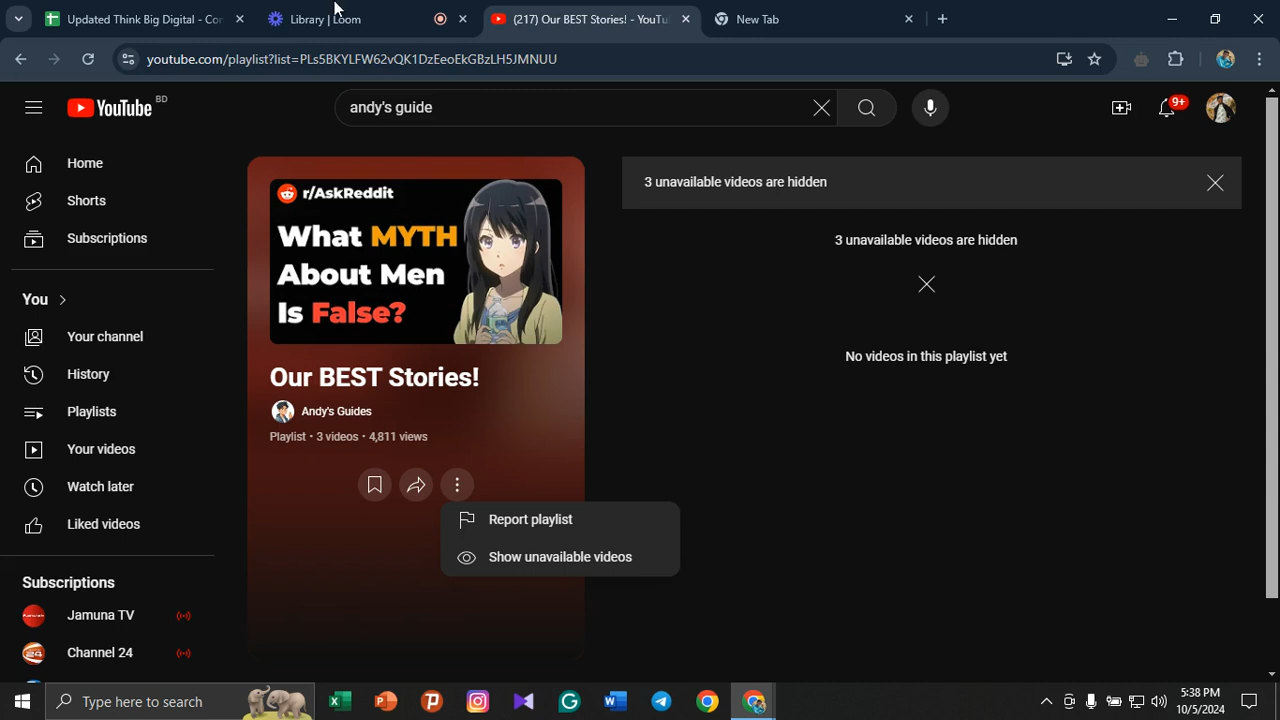 Updated Think Big Digital - Con
Library | Loom
(217) Our BEST Stories! - YouTu
New Tab
youtube.com/playlist?list=PLs5BKYLFW62vQK1DzEeoEkGBzLH5JMNUU
YouTube BD
andy's guide
9+
Home
Shorts
Subscriptions
You
Your channel
History
Playlists
Your videos
Watch later
Liked videos
Subscriptions
Jamuna TV
Channel 24
r/AskReddit
What MYTH
About Men
Is False?
Our BEST Stories!
Andy's Guides
Playlist • 3 videos • 4,811 views
Report playlist
Show unavailable videos
3 unavailable videos are hidden
3 unavailable videos are hidden
No videos in this playlist yet
Type here to search
5:38 PM
10/5/2024